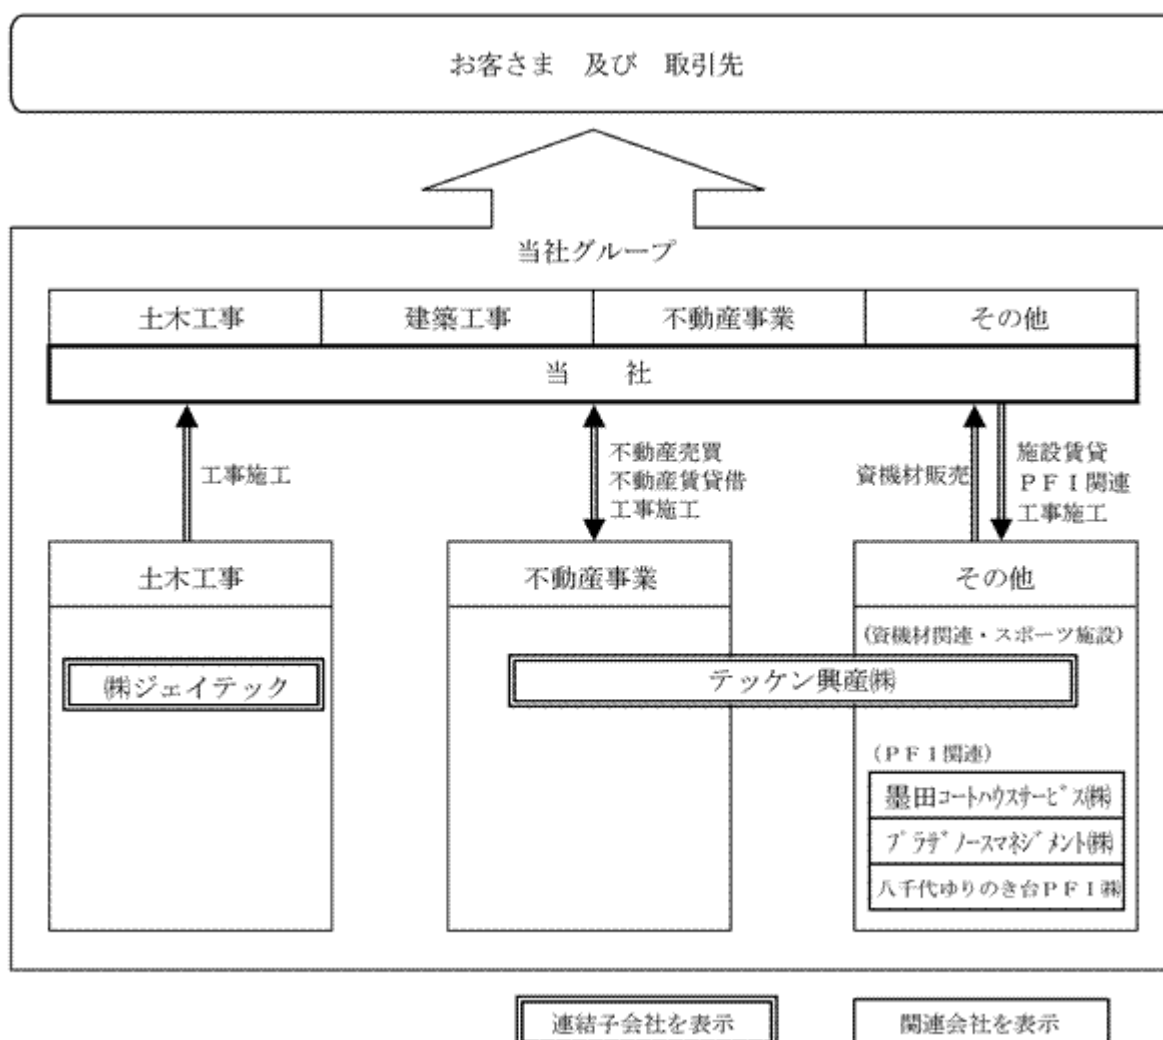 お客さま 及び 取引先
当社グループ
土木工事 建築工事 不動産事業 その他
当 社
工事施工
不動産売買
不動産賃貸借
工事施工
資機材販売
施設賃貸
ＰＦＩ関連
工事施工
土木工事
㈱ジェイテック
不動産事業
その他
(資機材関連・スポーツ施設)
テッケン興産㈱
(ＰＦＩ関連)
墨田ｺｰﾄﾊｳｽｻｰﾋﾞｽ㈱
ﾌﾟﾗｻﾞﾉｰｽﾏﾈｼﾞﾒﾝﾄ㈱
八千代ゆりのき台ＰＦＩ㈱
連結子会社を表示
関連会社を表示